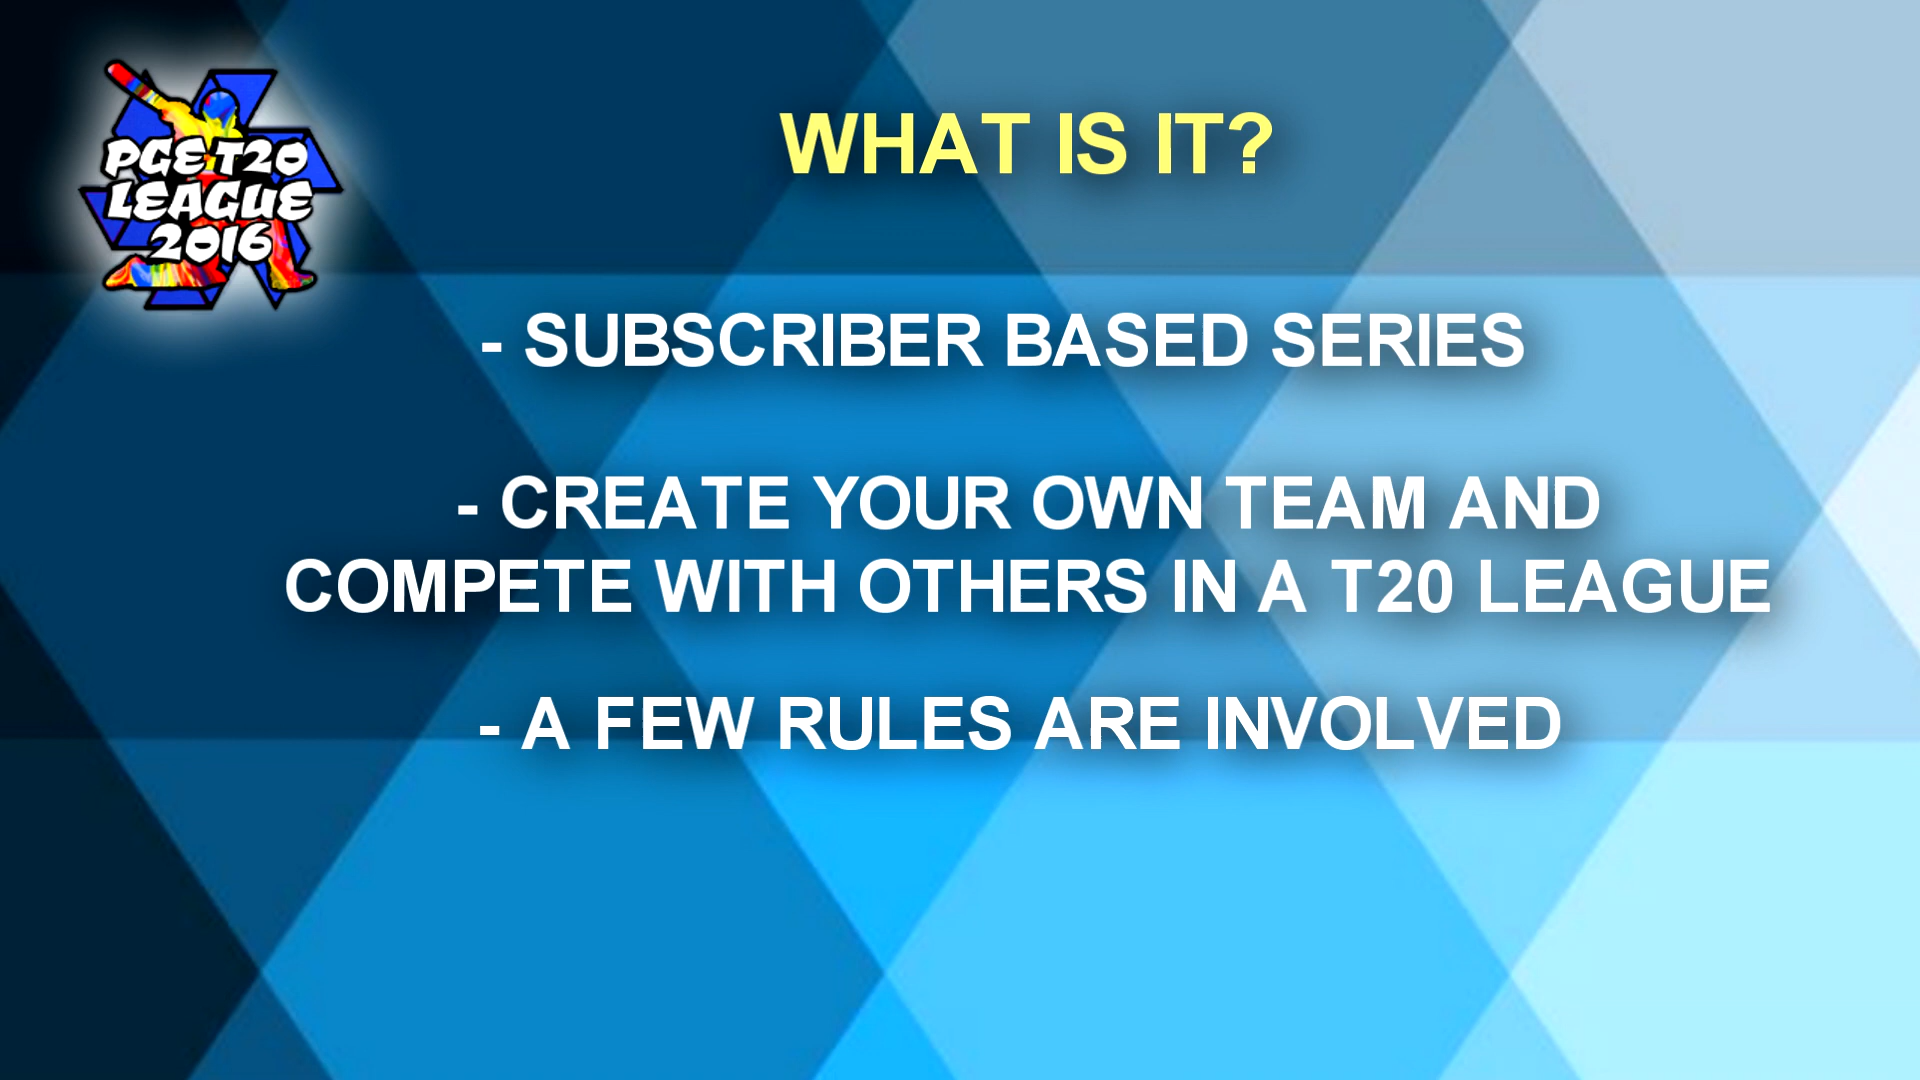 PGE T20
LEAGUE
2016
WHAT IS IT?
- SUBSCRIBER BASED SERIES
- CREATE YOUR OWN TEAM AND
COMPETE WITH OTHERS IN A T20 LEAGUE
- A FEW RULES ARE INVOLVED